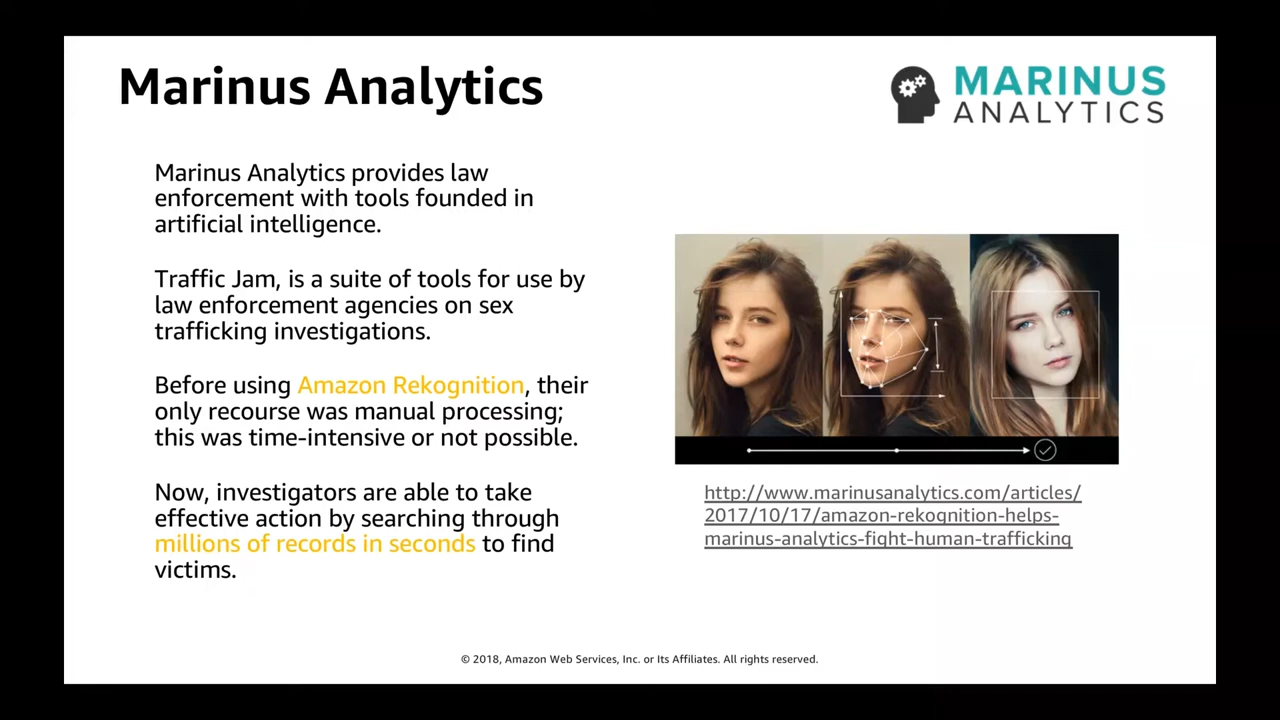 Marinus Analytics
MARINUS
ANALYTICS
Marinus Analytics provides law
enforcement with tools founded in
artificial intelligence.
Traffic Jam, is a suite of tools for use by
law enforcement agencies on sex
trafficking investigations.
Before using Amazon Rekognition, their
only recourse was manual processing;
this was time-intensive or not possible.
Now, investigators are able to take
effective action by searching through
millions of records in seconds to find
victims.
http://www.marinusanalytics.com/articles/
2017/10/17/amazon-rekognition-helps-
marinus-analytics-fight-human-trafficking
© 2018, Amazon Web Services, Inc. or Its Affiliates. All rights reserved.